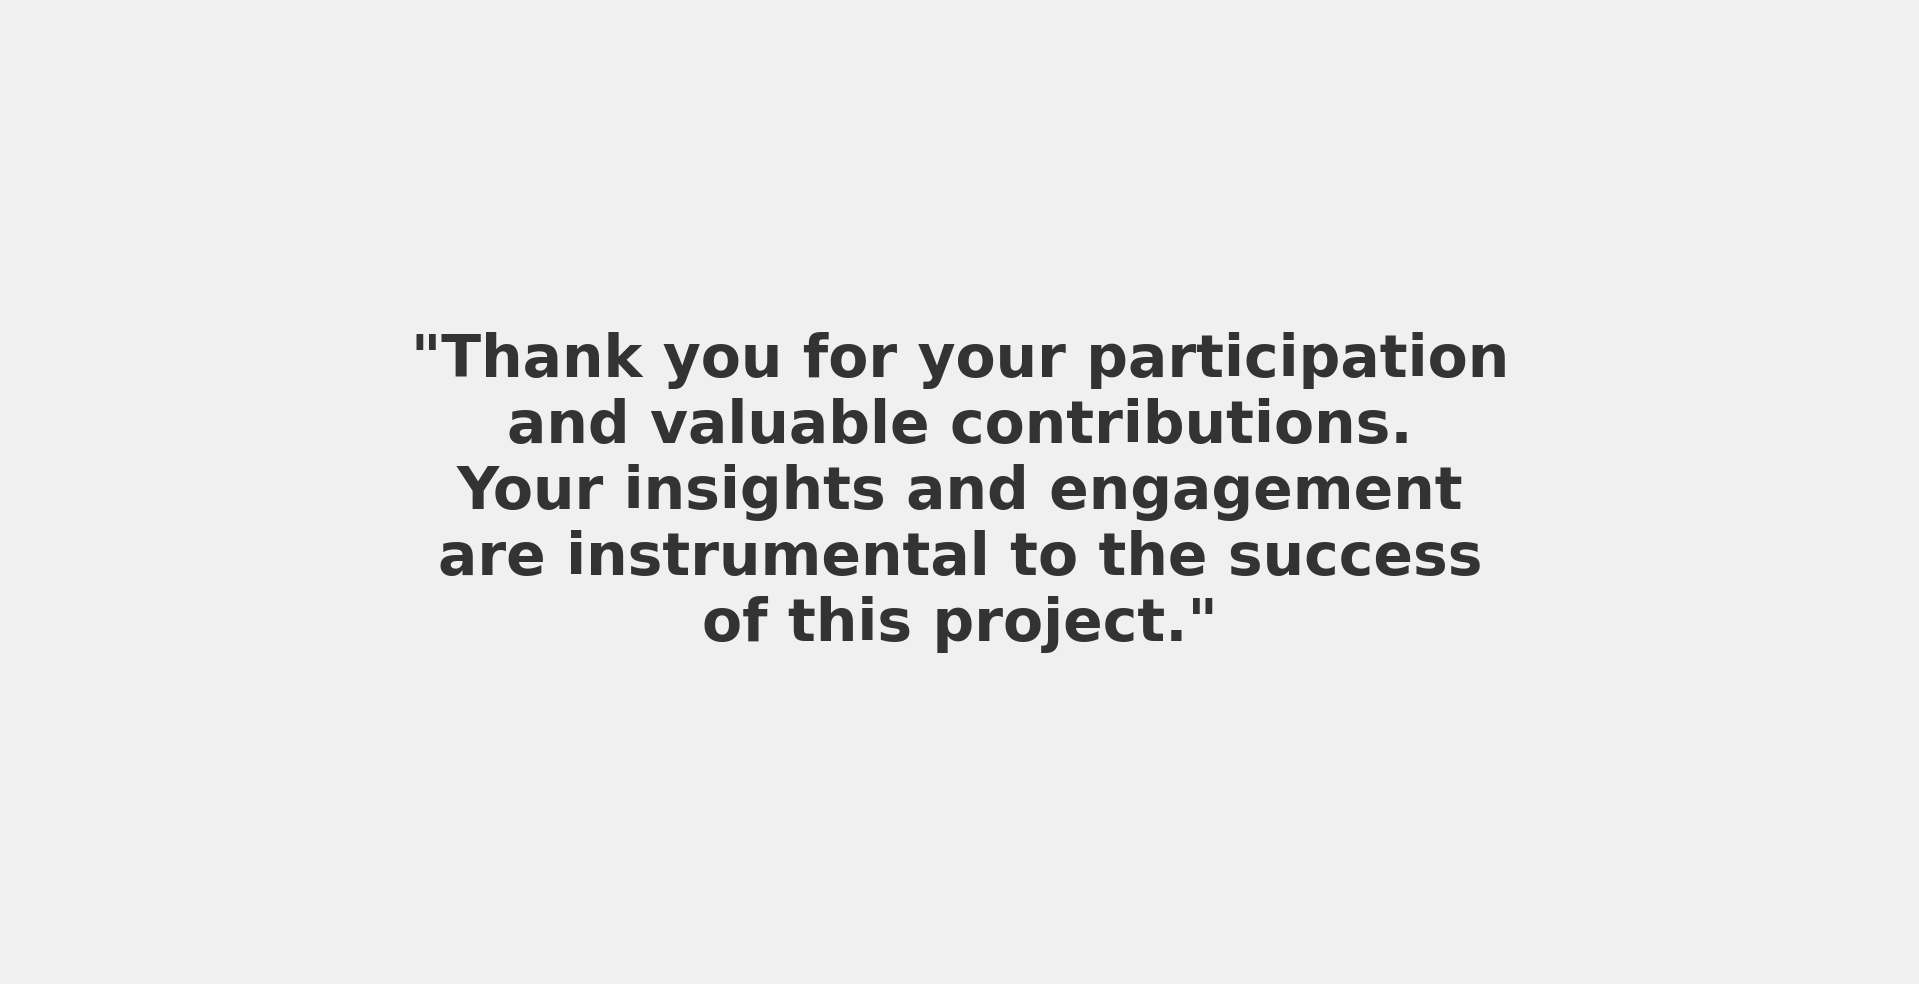 "Thank you for your participation
and valuable contributions.
Your insights and engagement
are instrumental to the success
of this project."